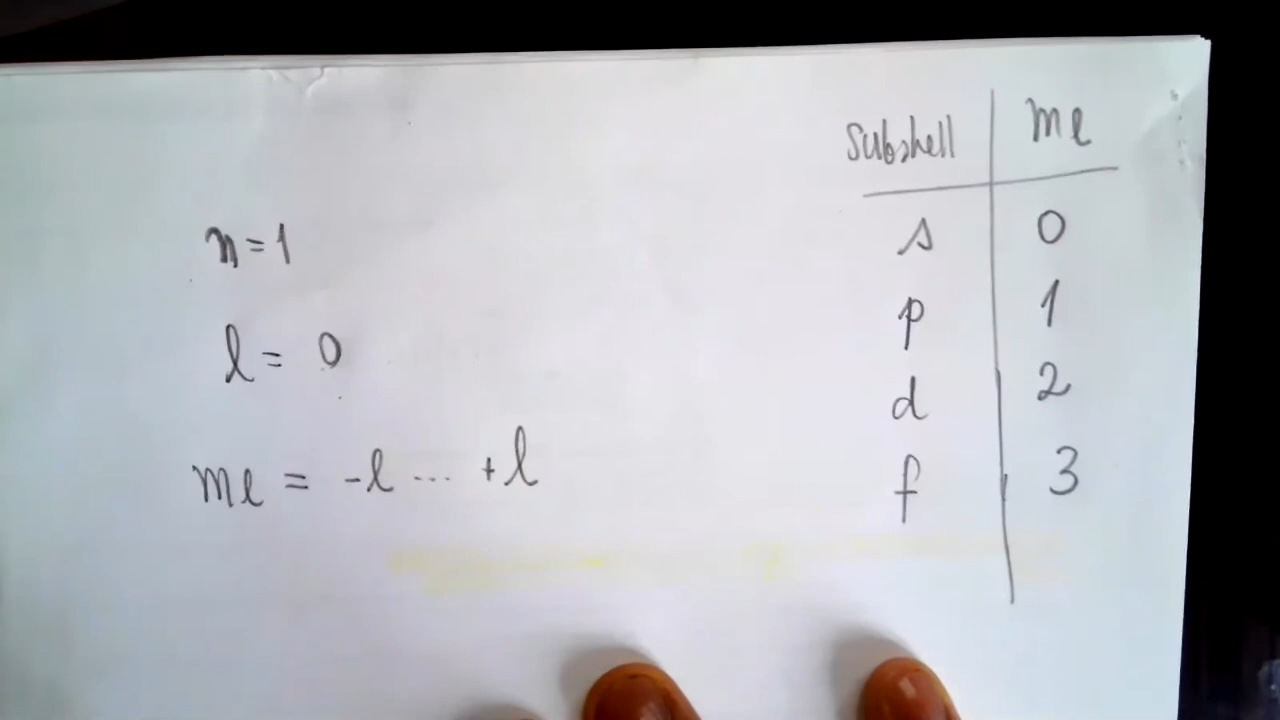 n = 1
l = 0
ml = -l ... +l
Subshell ml
s 0
p 1
d 2
f 3